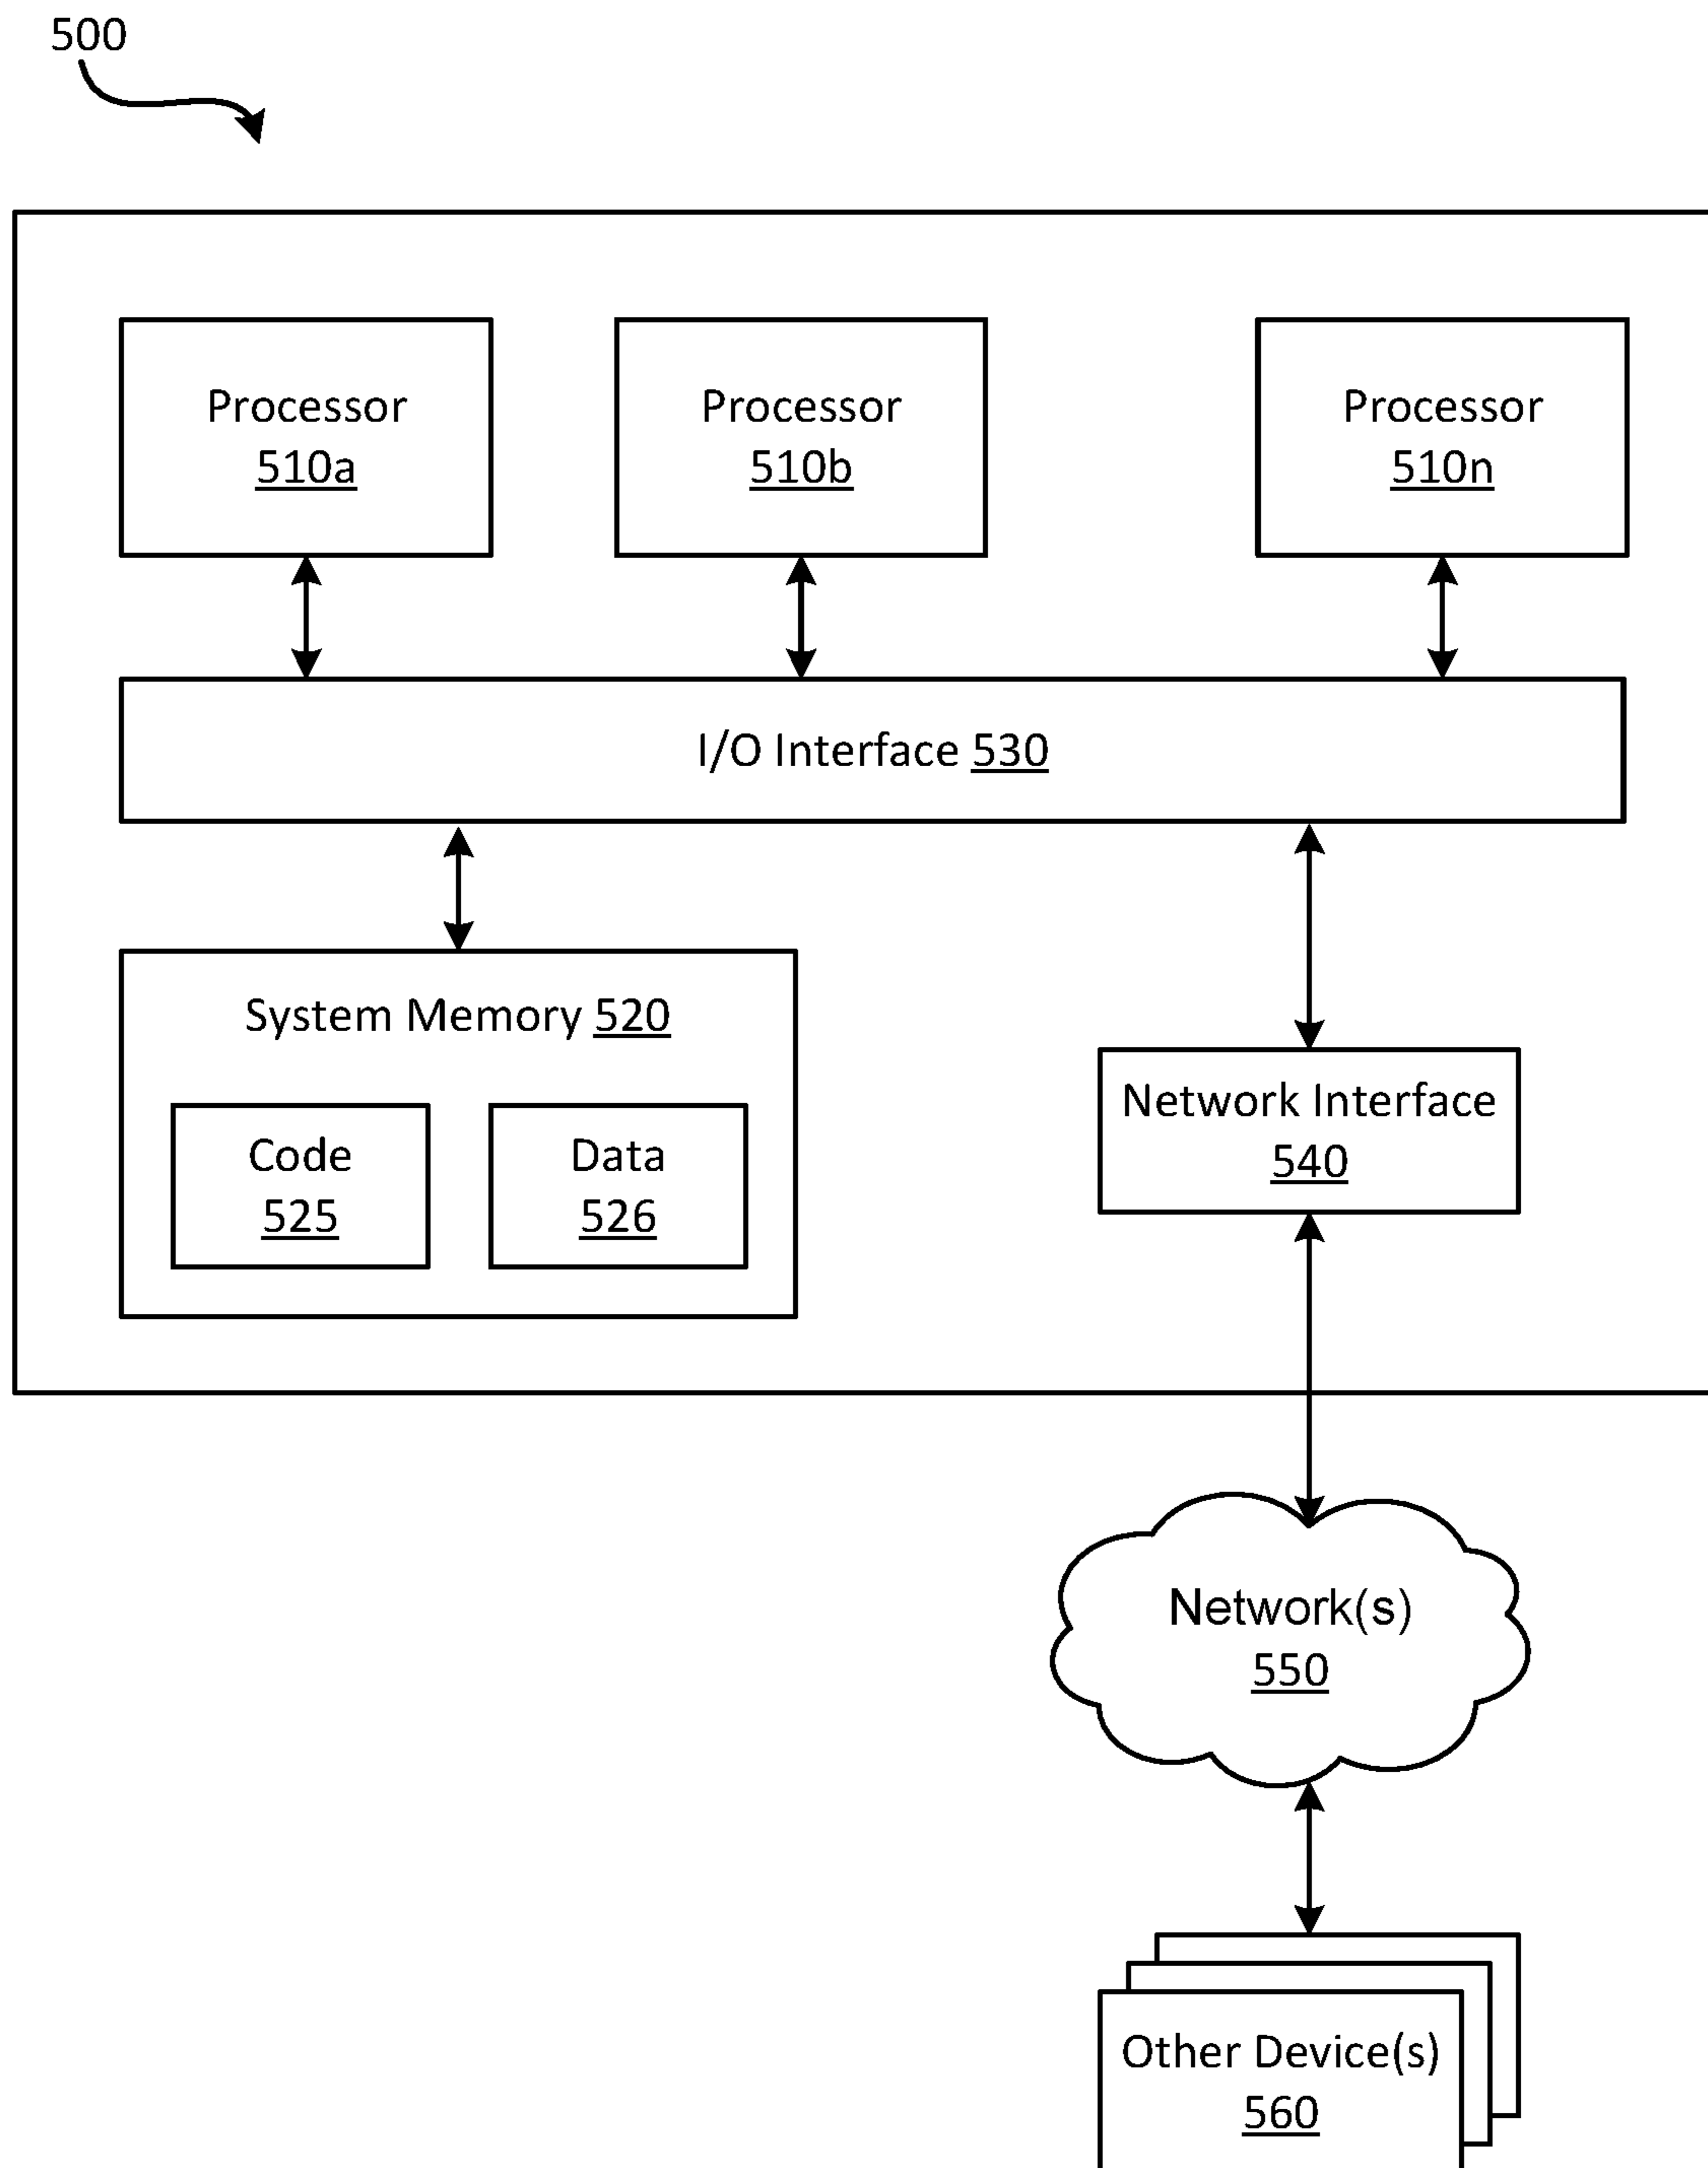 500
Processor
510a
Processor
510b
Processor
510n
I/O Interface 530
System Memory 520
Code
525
Data
526
Network Interface
540
Network(s)
550
Other Device(s)
560